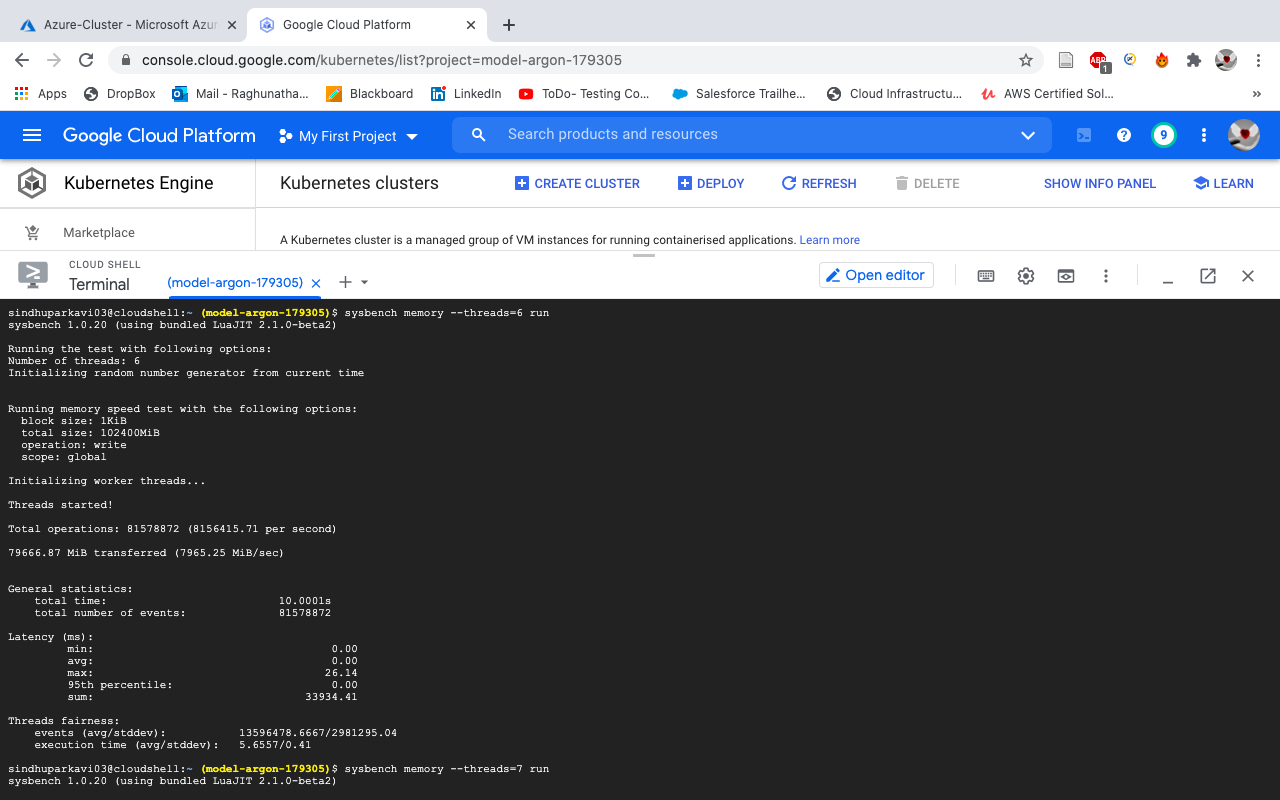 Azure-Cluster - Microsoft Azur
Google Cloud Platform
console.cloud.google.com/kubernetes/list?project=model-argon-179305
ABP
1
Apps
DropBox
Mail - Raghunatha...
Blackboard
LinkedIn
ToDo- Testing Co...
Salesforce Trailhe...
Cloud Infrastructu...
AWS Certified Sol...
»
Google Cloud Platform
My First Project
Search products and resources
9
Kubernetes Engine
Kubernetes clusters
CREATE CLUSTER
DEPLOY
REFRESH
DELETE
SHOW INFO PANEL
LEARN
Marketplace
A Kubernetes cluster is a managed group of VM instances for running containerised applications. Learn more
CLOUD SHELL
Terminal
(model-argon-179305)
Open editor
sindhuparkavi03@cloudshell:~ (model-argon-179305)$ sysbench memory --threads=6 run
sysbench 1.0.20 (using bundled LuaJIT 2.1.0-beta2)
Running the test with following options:
Number of threads: 6
Initializing random number generator from current time
Running memory speed test with the following options:
block size: 1KiB
total size: 102400MiB
operation: write
scope: global
Initializing worker threads...
Threads started!
Total operations: 81578872 (8156415.71 per second)
79666.87 MiB transferred (7965.25 MiB/sec)
General statistics:
total time: 10.0001s
total number of events: 81578872
Latency (ms):
min: 0.00
avg: 0.00
max: 26.14
95th percentile: 0.00
sum: 33934.41
Threads fairness:
events (avg/stddev): 13596478.6667/2981295.04
execution time (avg/stddev): 5.6557/0.41
sindhuparkavi03@cloudshell:~ (model-argon-179305)$ sysbench memory --threads=7 run
sysbench 1.0.20 (using bundled LuaJIT 2.1.0-beta2)